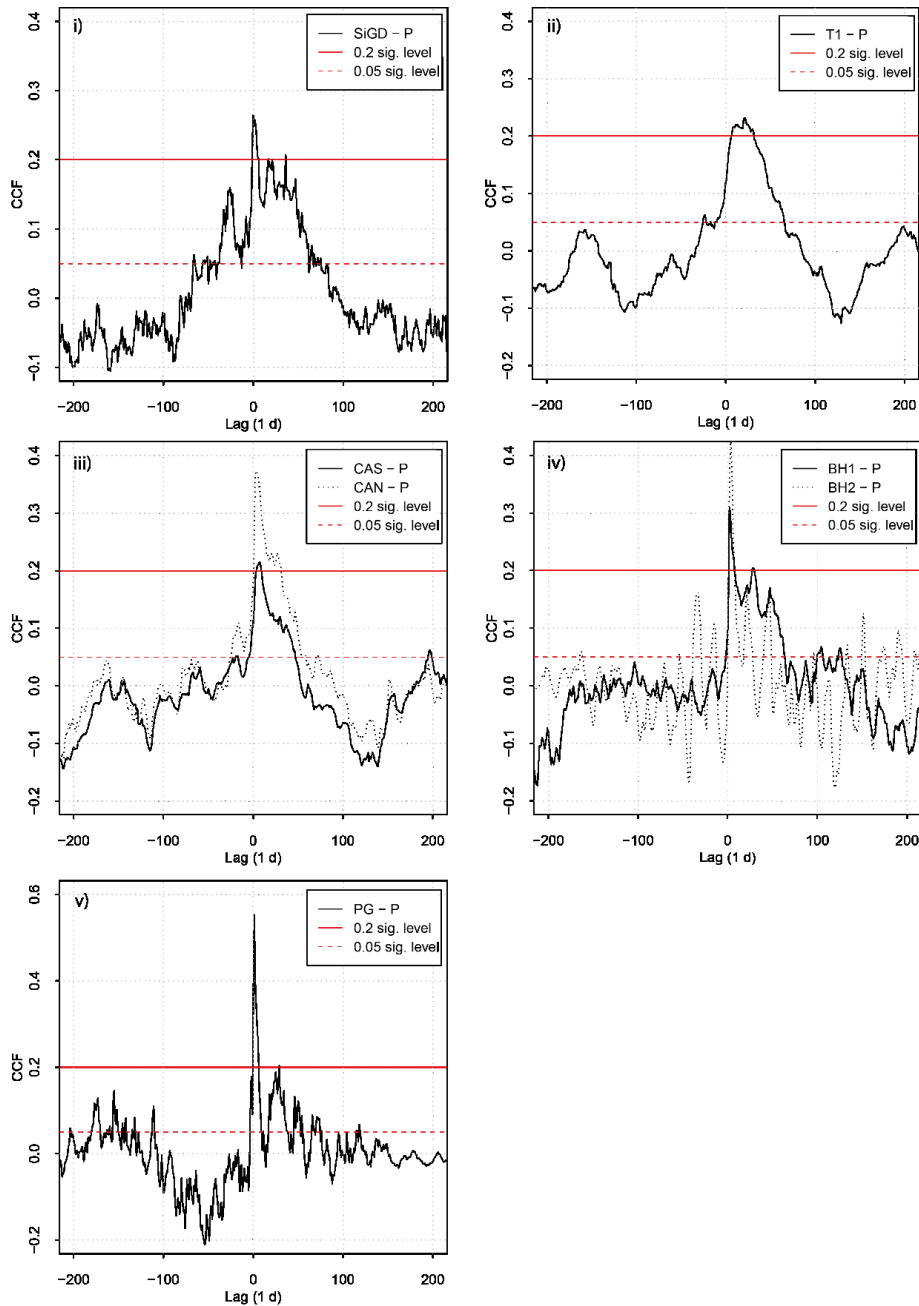 i)
SiGD − P
0.2 sig. level
0.05 sig. level
0.4
0.3
0.2
0.1
0.0
−0.1
CCF
−200 −100 0 100 200
Lag (1 d)
ii)
T1 − P
0.2 sig. level
0.05 sig. level
0.4
0.3
0.2
0.1
0.0
−0.1
−0.2
CCF
−200 −100 0 100 200
Lag (1 d)
iii)
CAS − P
CAN − P
0.2 sig. level
0.05 sig. level
0.4
0.3
0.2
0.1
0.0
−0.1
−0.2
CCF
−200 −100 0 100 200
Lag (1 d)
iv)
BH1 − P
BH2 − P
0.2 sig. level
0.05 sig. level
0.4
0.3
0.2
0.1
0.0
−0.1
−0.2
CCF
−200 −100 0 100 200
Lag (1 d)
v)
PG − P
0.2 sig. level
0.05 sig. level
0.6
0.4
0.2
0.0
−0.2
CCF
−200 −100 0 100 200
Lag (1 d)